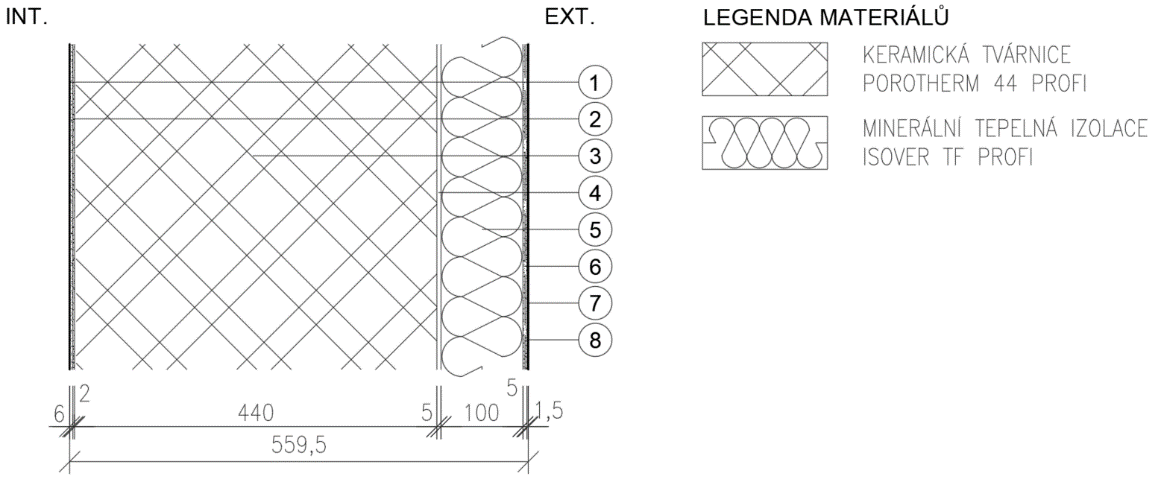 INT.
EXT.
LEGENDA MATERIÁLŮ
KERAMICKÁ TVÁRNICE
POROTHERM 44 PROFI
MINERÁLNÍ TEPELNÁ IZOLACE
ISOVER TF PROFI
1
2
3
4
5
6
7
8
6 2 440 5 100 5 1,5
559,5